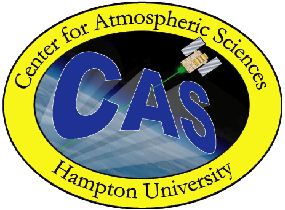 Center for Atmospheric Sciences
CAS
Hampton University